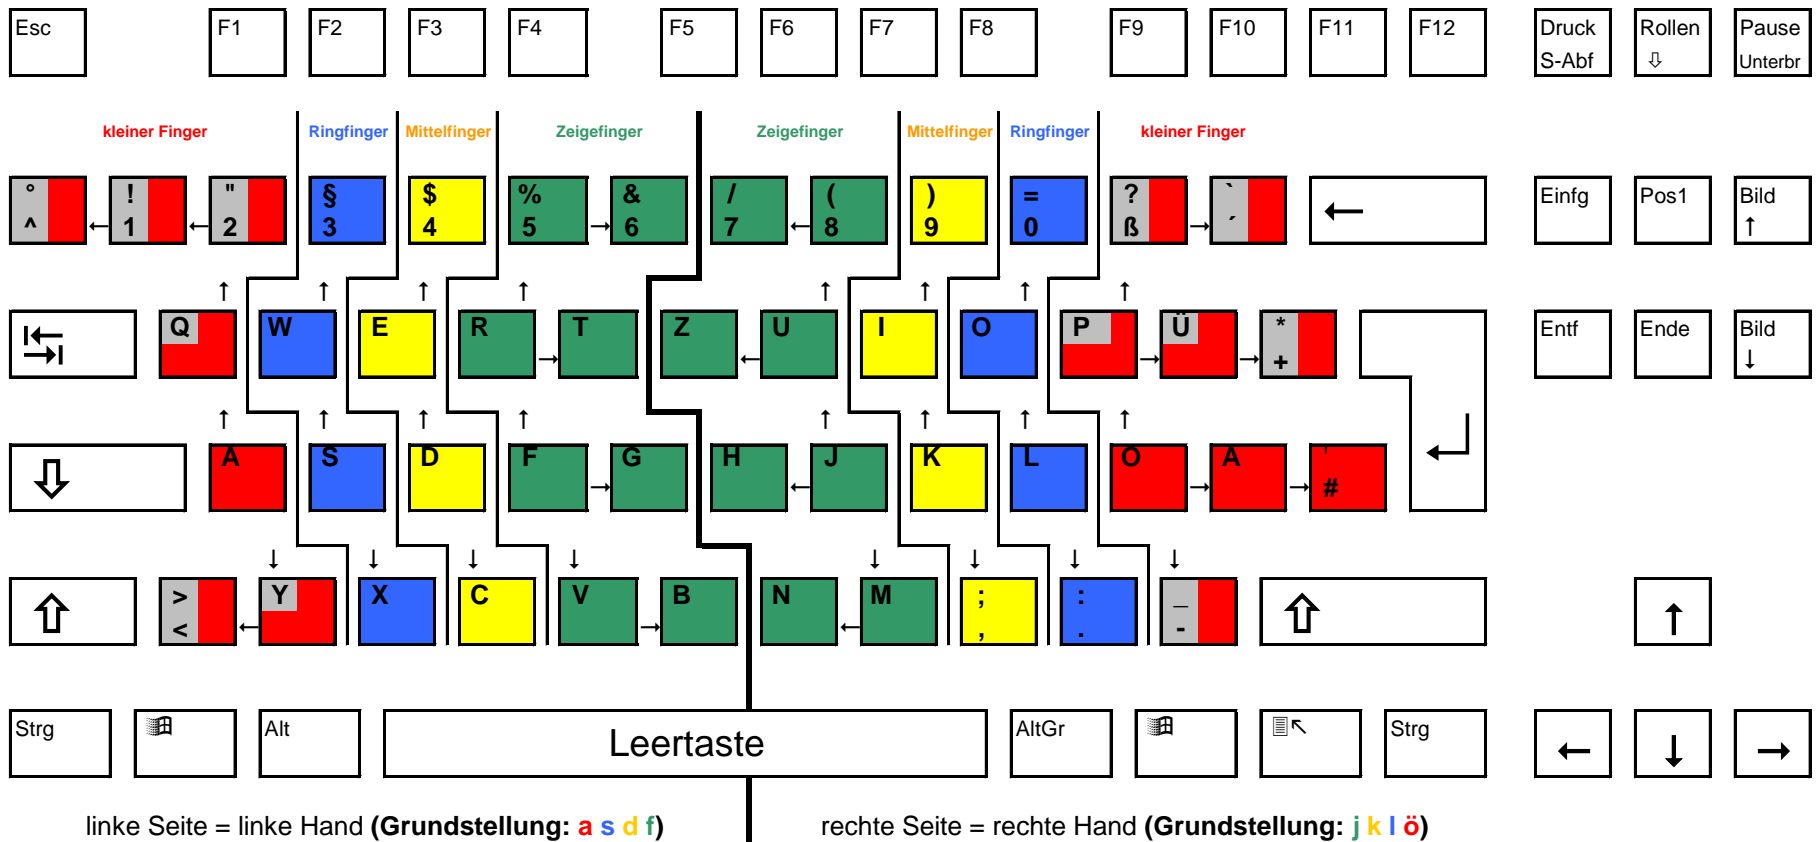 Esc F1 F2 F3 F4 F5 F6 F7 F8 F9 F10 F11 F12 Druck Rollen Pause
S-Abf ⇩ Unterbr
kleiner Finger Ringfinger Mittelfinger Zeigefinger Zeigefinger Mittelfinger Ringfinger kleiner Finger
° ! " § $ % & / ( ) = ? ` Einfg Pos1 Bild
^ ← 1 ← 2 3 4 5 → 6 7 ← 8 9 0 ß → ´ ← ↑
↑ ↑ ↑ ↑ ↑ ↑ ↑ ↑
Q W E R T Z U I O P Ü * Entf Ende Bild
→ ← → → + ↓
↑ ↑ ↑ ↑ ↑ ↑ ↑ ↑
A S D F G H J K L O A '
⇩ → ← → → #
↓ ↓ ↓ ↓ ↓ ↓ ↓ ↓
> Y X C V B N M ; : _
⇧ < ← → ← , . - ⇧ ↑
Strg Alt Leertaste AltGr Strg ← ↓ →
linke Seite = linke Hand (Grundstellung: a s d f) rechte Seite = rechte Hand (Grundstellung: j k l ö)